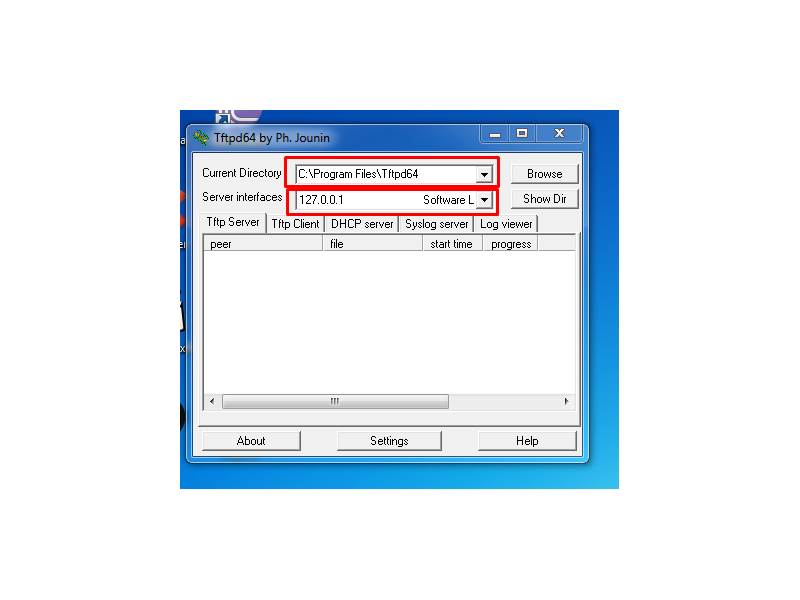 Tftpd64 by Ph. Jounin
Current Directory C:\Program Files\Tftpd64 Browse
Server interfaces 127.0.0.1 Software L Show Dir
Tftp Server Tftp Client DHCP server Syslog server Log viewer
peer file start time progress
About Settings Help